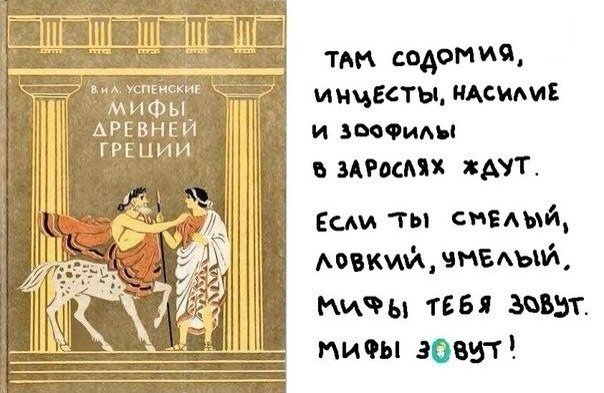 В. и Л. УСПЕНСКИЕ
МИФЫ
ДРЕВНЕЙ
ГРЕЦИИ
ТАМ СОДОМИЯ,
ИНЦЕСТЫ, НАСИЛИЕ
И ЗООФИЛЫ
В ЗАРОСЛЯХ ЖДУТ.
ЕСЛИ ТЫ СМЕЛЫЙ,
ЛОВКИЙ, УМЕЛЫЙ,
МИФЫ ТЕБЯ ЗОВУТ.
МИФЫ ЗОВУТ!